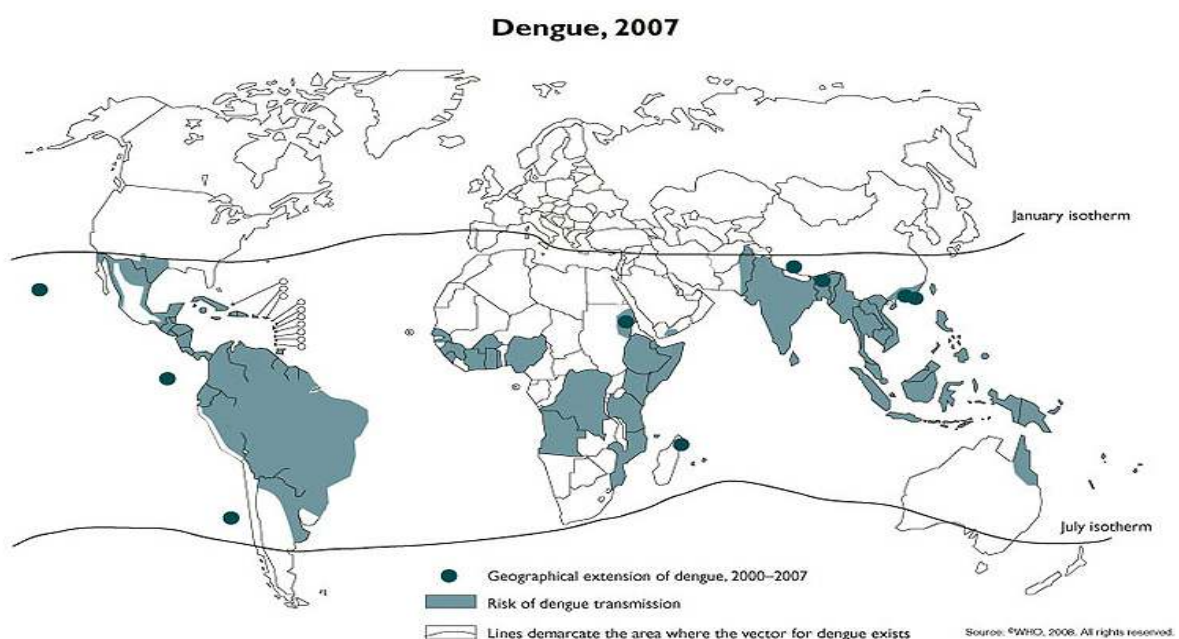 Dengue, 2007
January isotherm
July isotherm
Geographical extension of dengue, 2000–2007
Risk of dengue transmission
Lines demarcate the area where the vector for dengue exists
Source: ©WHO, 2008. All rights reserved.